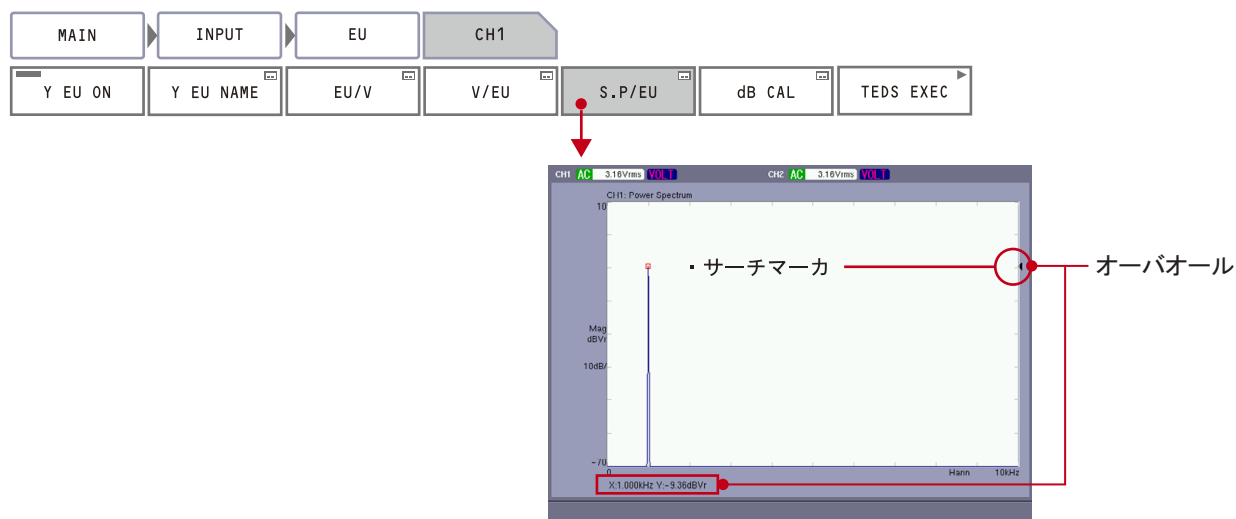 MAIN INPUT EU CH1
Y EU ON Y EU NAME EU/V V/EU S.P/EU dB CAL TEDS EXEC
CH1 AC 3.16Vrms VOLT CH2 AC 3.16Vrms VOLT
CH1: Power Spectrum
10
・サーチマーカ
オーバオール
Mag
dBVr
10dB/
-70
0 Hann 10kHz
X:1.000kHz Y:-9.36dBVr